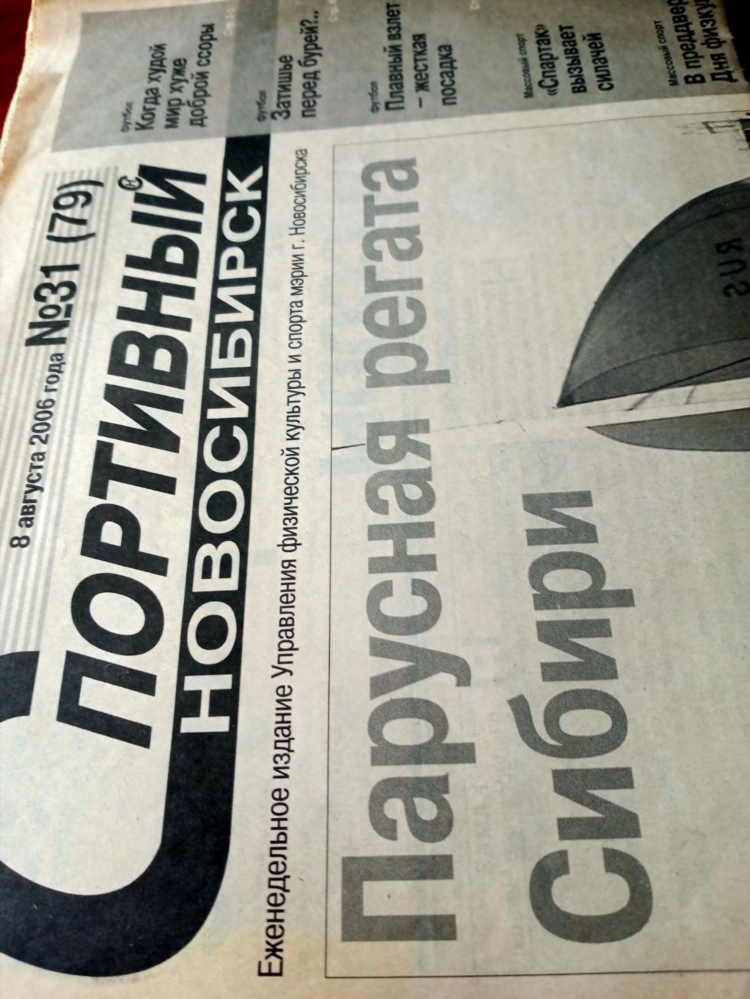 8 августа 2006 года №31 (79)
СПОРТИВНЫЙ
НОВОСИБИРСК
Еженедельное издание Управления физической культуры и спорта мэрии г. Новосибирска
футбол
Когда худой
мир хуже
доброй ссоры
футбол
Затишье
перед бурей?...
футбол
Плавный взлет
– жесткая
посадка
Массовый спорт
«Спартак»
вызывает
силачей
Массовый спорт
В преддвер
Дня физку
Парусная регата
Сибири
RUS